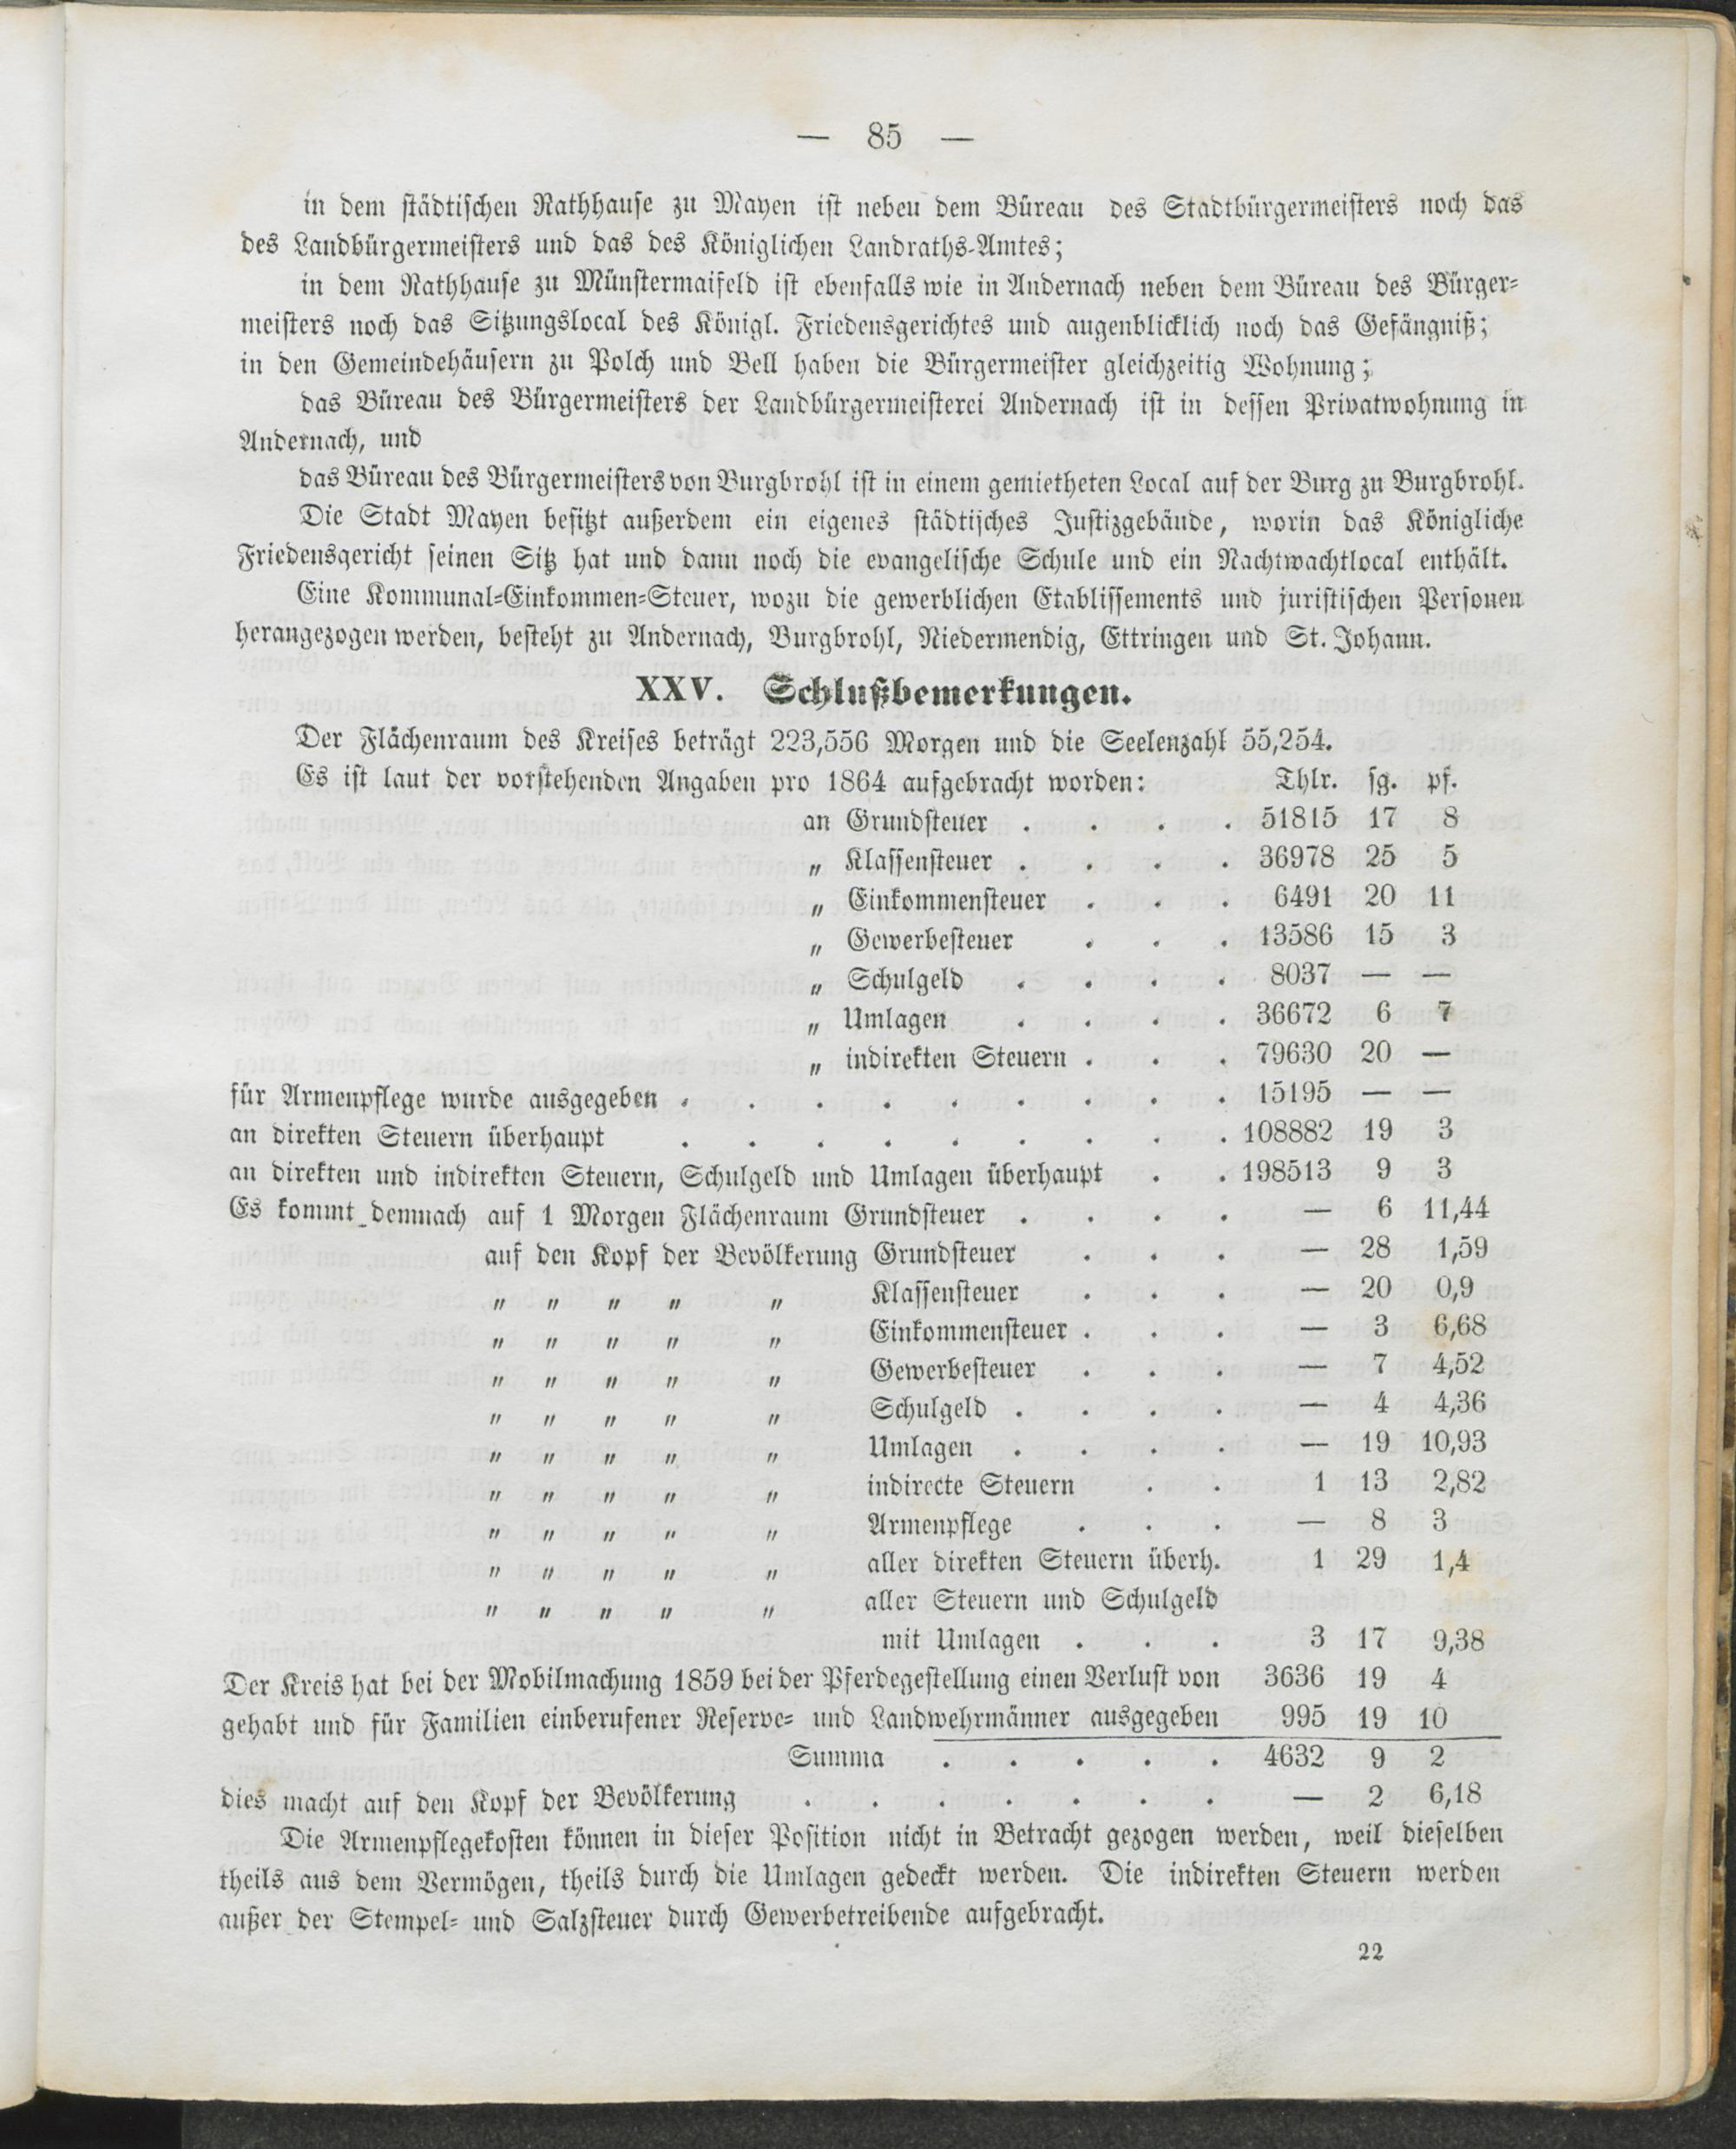 — 85 —
in dem städtischen Rathhause zu Mayen ist neben dem Büreau des Stadtbürgermeisters noch das
des Landbürgermeisters und das des Königlichen Landraths-Amtes;
in dem Rathhause zu Münstermaifeld ist ebenfalls wie in Andernach neben dem Büreau des Bürger-
meisters noch das Sitzungslocal des Königl. Friedensgerichtes und augenblicklich noch das Gefängniß;
in den Gemeindehäusern zu Polch und Bell haben die Bürgermeister gleichzeitig Wohnung;
das Büreau des Bürgermeisters der Landbürgermeisterei Andernach ist in dessen Privatwohnung in
Andernach, und
das Büreau des Bürgermeisters von Burgbrohl ist in einem gemietheten Local auf der Burg zu Burgbrohl.
Die Stadt Mayen besitzt außerdem ein eigenes städtisches Justizgebäude, worin das Königliche
Friedensgericht seinen Sitz hat und dann noch die evangelische Schule und ein Nachtwachtlocal enthält.
Eine Kommunal-Einkommen-Steuer, wozu die gewerblichen Etablissements und juristischen Personen
herangezogen werden, besteht zu Andernach, Burgbrohl, Niedermendig, Ettringen und St. Johann.
XXV. Schlußbemerkungen.
Der Flächenraum des Kreises beträgt 223,556 Morgen und die Seelenzahl 55,254.
Es ist laut der vorstehenden Angaben pro 1864 aufgebracht worden: Thlr. sg. pf.
an Grundsteuer . . . . 51815 17 8
„ Klassensteuer . . . . 36978 25 5
„ Einkommensteuer . . . 6491 20 11
„ Gewerbesteuer . . . 13586 15 3
„ Schulgeld . . . . 8037 — —
„ Umlagen . . . . 36672 6 7
„ indirekten Steuern . . . 79630 20 —
für Armenpflege wurde ausgegeben . . . . . . . . . 15195 — —
an direkten Steuern überhaupt . . . . . . . . . 108882 19 3
an direkten und indirekten Steuern, Schulgeld und Umlagen überhaupt . . 198513 9 3
Es kommt demnach auf 1 Morgen Flächenraum Grundsteuer . . . . — 6 11,44
auf den Kopf der Bevölkerung Grundsteuer . . . — 28 1,59
„ „ „ „ „ Klassensteuer . . . — 20 0,9
„ „ „ „ „ Einkommensteuer . . . — 3 6,68
„ „ „ „ „ Gewerbesteuer . . . — 7 4,52
„ „ „ „ „ Schulgeld . . . . — 4 4,36
„ „ „ „ „ Umlagen . . . . — 19 10,93
„ „ „ „ „ indirecte Steuern . . 1 13 2,82
„ „ „ „ „ Armenpflege . . . — 8 3
„ „ „ „ „ aller direkten Steuern überh. 1 29 1,4
„ „ „ „ „ aller Steuern und Schulgeld
mit Umlagen . . . 3 17 9,38
Der Kreis hat bei der Mobilmachung 1859 bei der Pferdegestellung einen Verlust von 3636 19 4
gehabt und für Familien einberufener Reserve- und Landwehrmänner ausgegeben 995 19 10
Summa . . . . . 4632 9 2
dies macht auf den Kopf der Bevölkerung . . . . . . . — 2 6,18
Die Armenpflegekosten können in dieser Position nicht in Betracht gezogen werden, weil dieselben
theils aus dem Vermögen, theils durch die Umlagen gedeckt werden. Die indirekten Steuern werden
außer der Stempel- und Salzsteuer durch Gewerbetreibende aufgebracht.
22